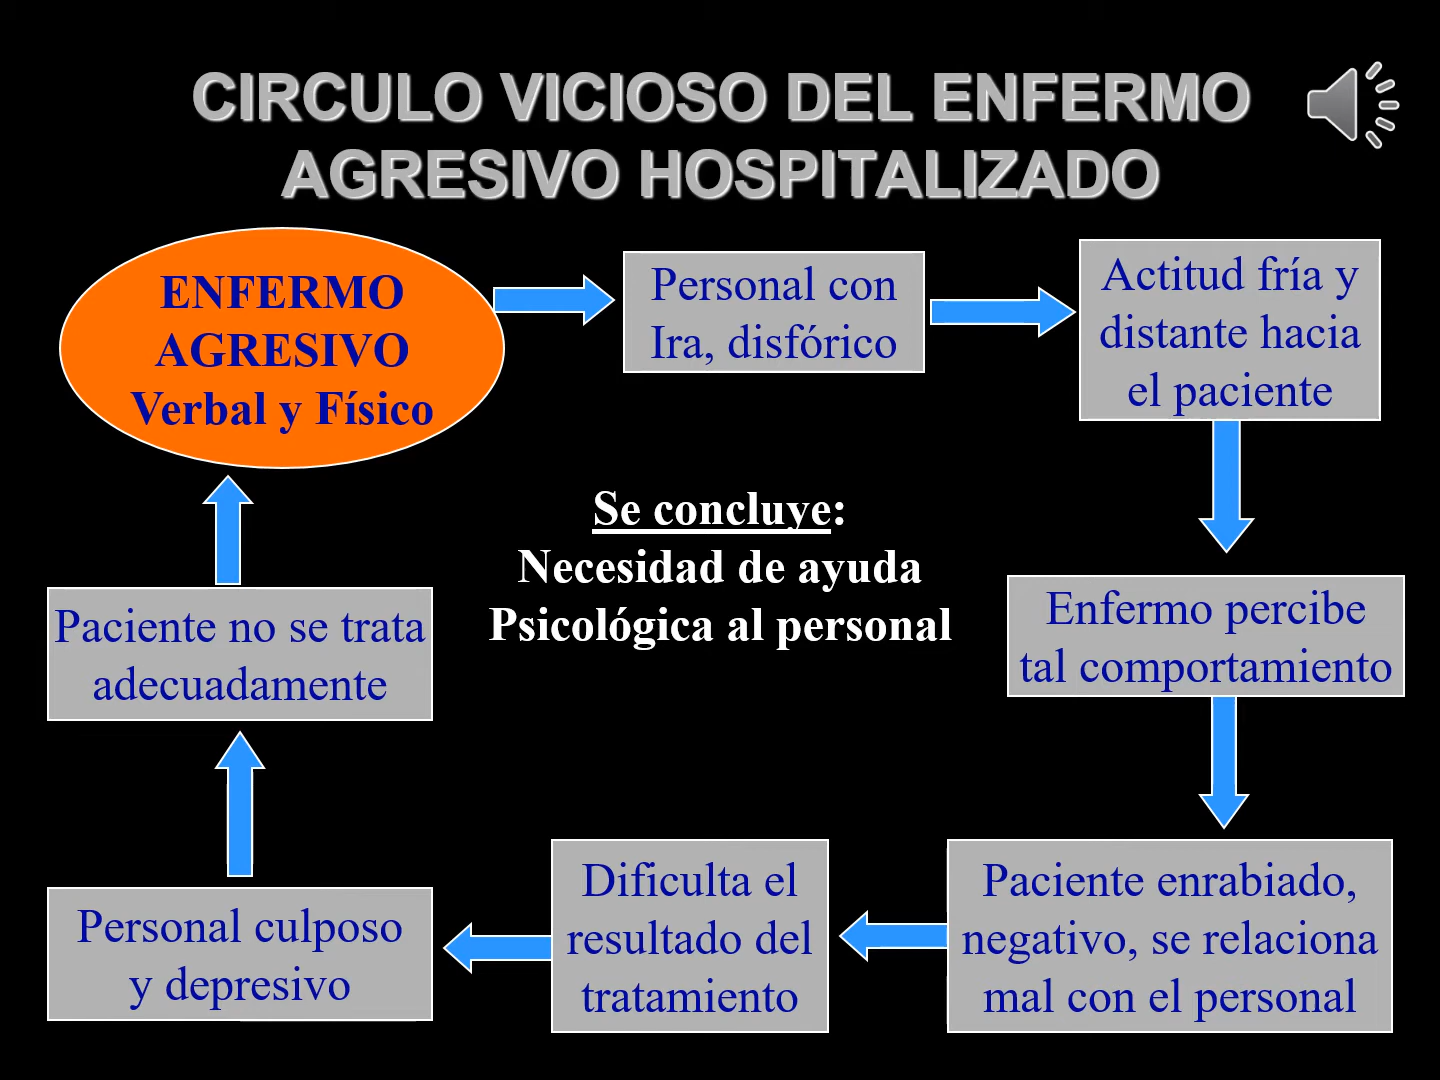 CIRCULO VICIOSO DEL ENFERMO
AGRESIVO HOSPITALIZADO
ENFERMO
AGRESIVO
Verbal y Físico
Personal con
Ira, disfórico
Actitud fría y
distante hacia
el paciente
Se concluye:
Necesidad de ayuda
Psicológica al personal
Enfermo percibe
tal comportamiento
Paciente enrabiado,
negativo, se relaciona
mal con el personal
Dificulta el
resultado del
tratamiento
Personal culposo
y depresivo
Paciente no se trata
adecuadamente